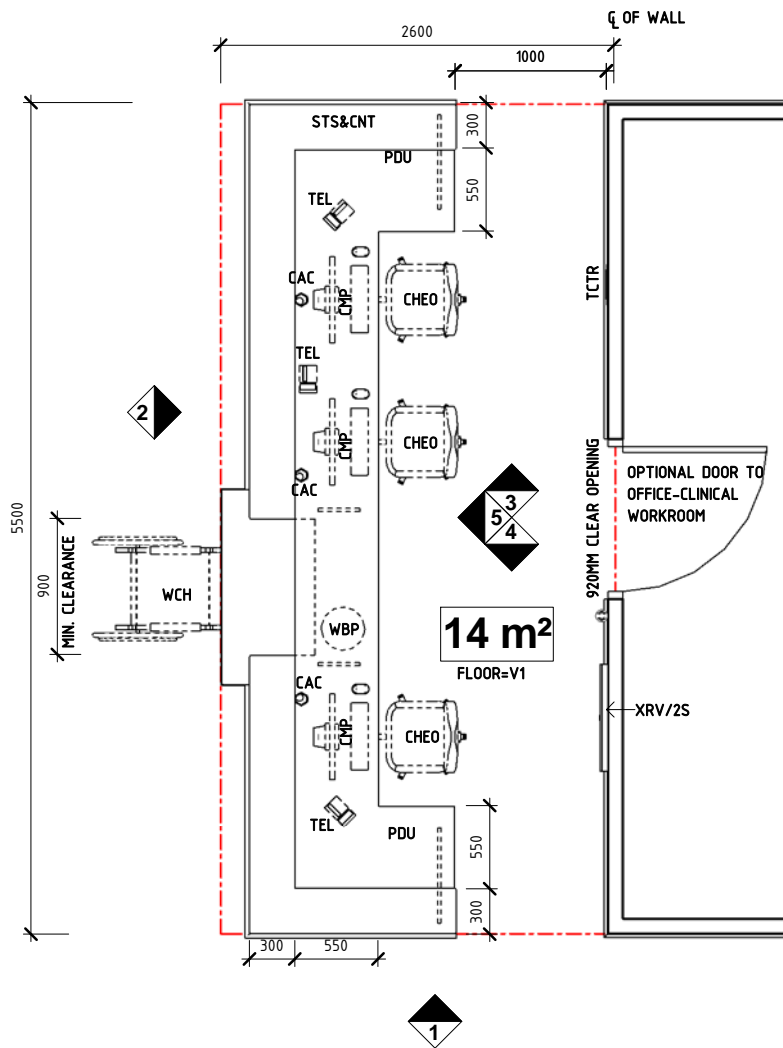 ℄ OF WALL
2600
1000
STS&CNT
300
PDU
550
TEL
CAC
CMP
CHEO
TCTR
TEL
2
CMP
CHEO
CAC
920MM CLEAR OPENING
OPTIONAL DOOR TO
OFFICE-CLINICAL
WORKROOM
3
5
4
5500
900
MIN. CLEARANCE
WCH
WBP
14 m²
FLOOR=V1
CAC
CMP
CHEO
XRV/2S
TEL
PDU
550
300
300
550
1